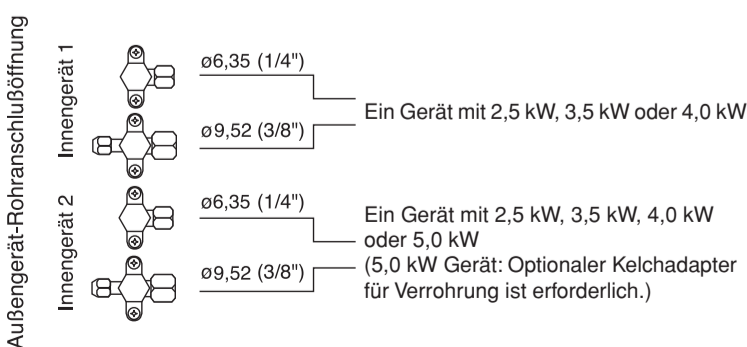 Außengerät-Rohranschlußöffnung
Innengerät 1
ø6,35 (1/4")
ø9,52 (3/8")
Ein Gerät mit 2,5 kW, 3,5 kW oder 4,0 kW
Innengerät 2
ø6,35 (1/4")
ø9,52 (3/8")
Ein Gerät mit 2,5 kW, 3,5 kW, 4,0 kW
oder 5,0 kW
(5,0 kW Gerät: Optionaler Kelchadapter
für Verrohrung ist erforderlich.)